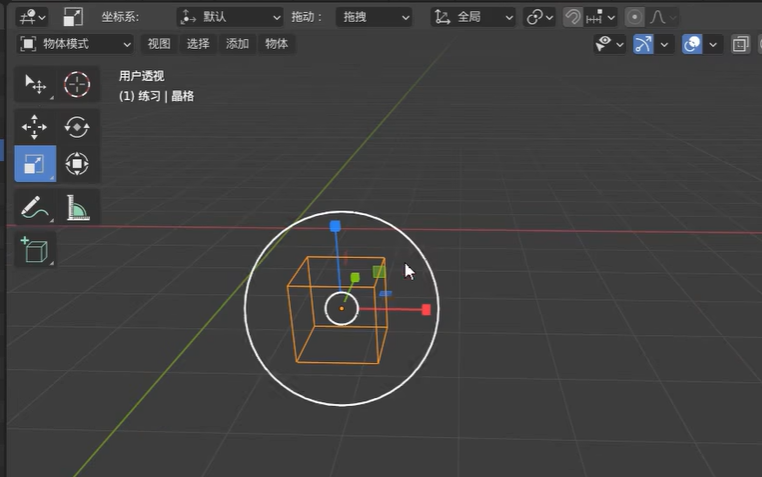 坐标系: 默认 拖动: 拖拽 全局
物体模式 视图 选择 添加 物体
用户透视
(1) 练习 | 晶格